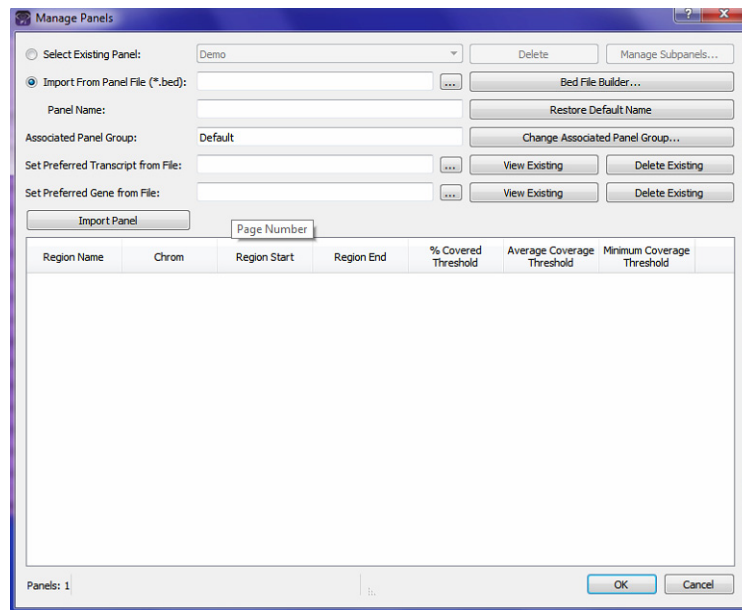 Manage Panels
Select Existing Panel: Demo Delete Manage Subpanels...
Import From Panel File (*.bed): ... Bed File Builder...
Panel Name: Restore Default Name
Associated Panel Group: Default Change Associated Panel Group...
Set Preferred Transcript from File: ... View Existing Delete Existing
Set Preferred Gene from File: ... View Existing Delete Existing
Import Panel
Page Number
Region Name Chrom Region Start Region End % Covered Threshold Average Coverage Threshold Minimum Coverage Threshold
Panels: 1 OK Cancel